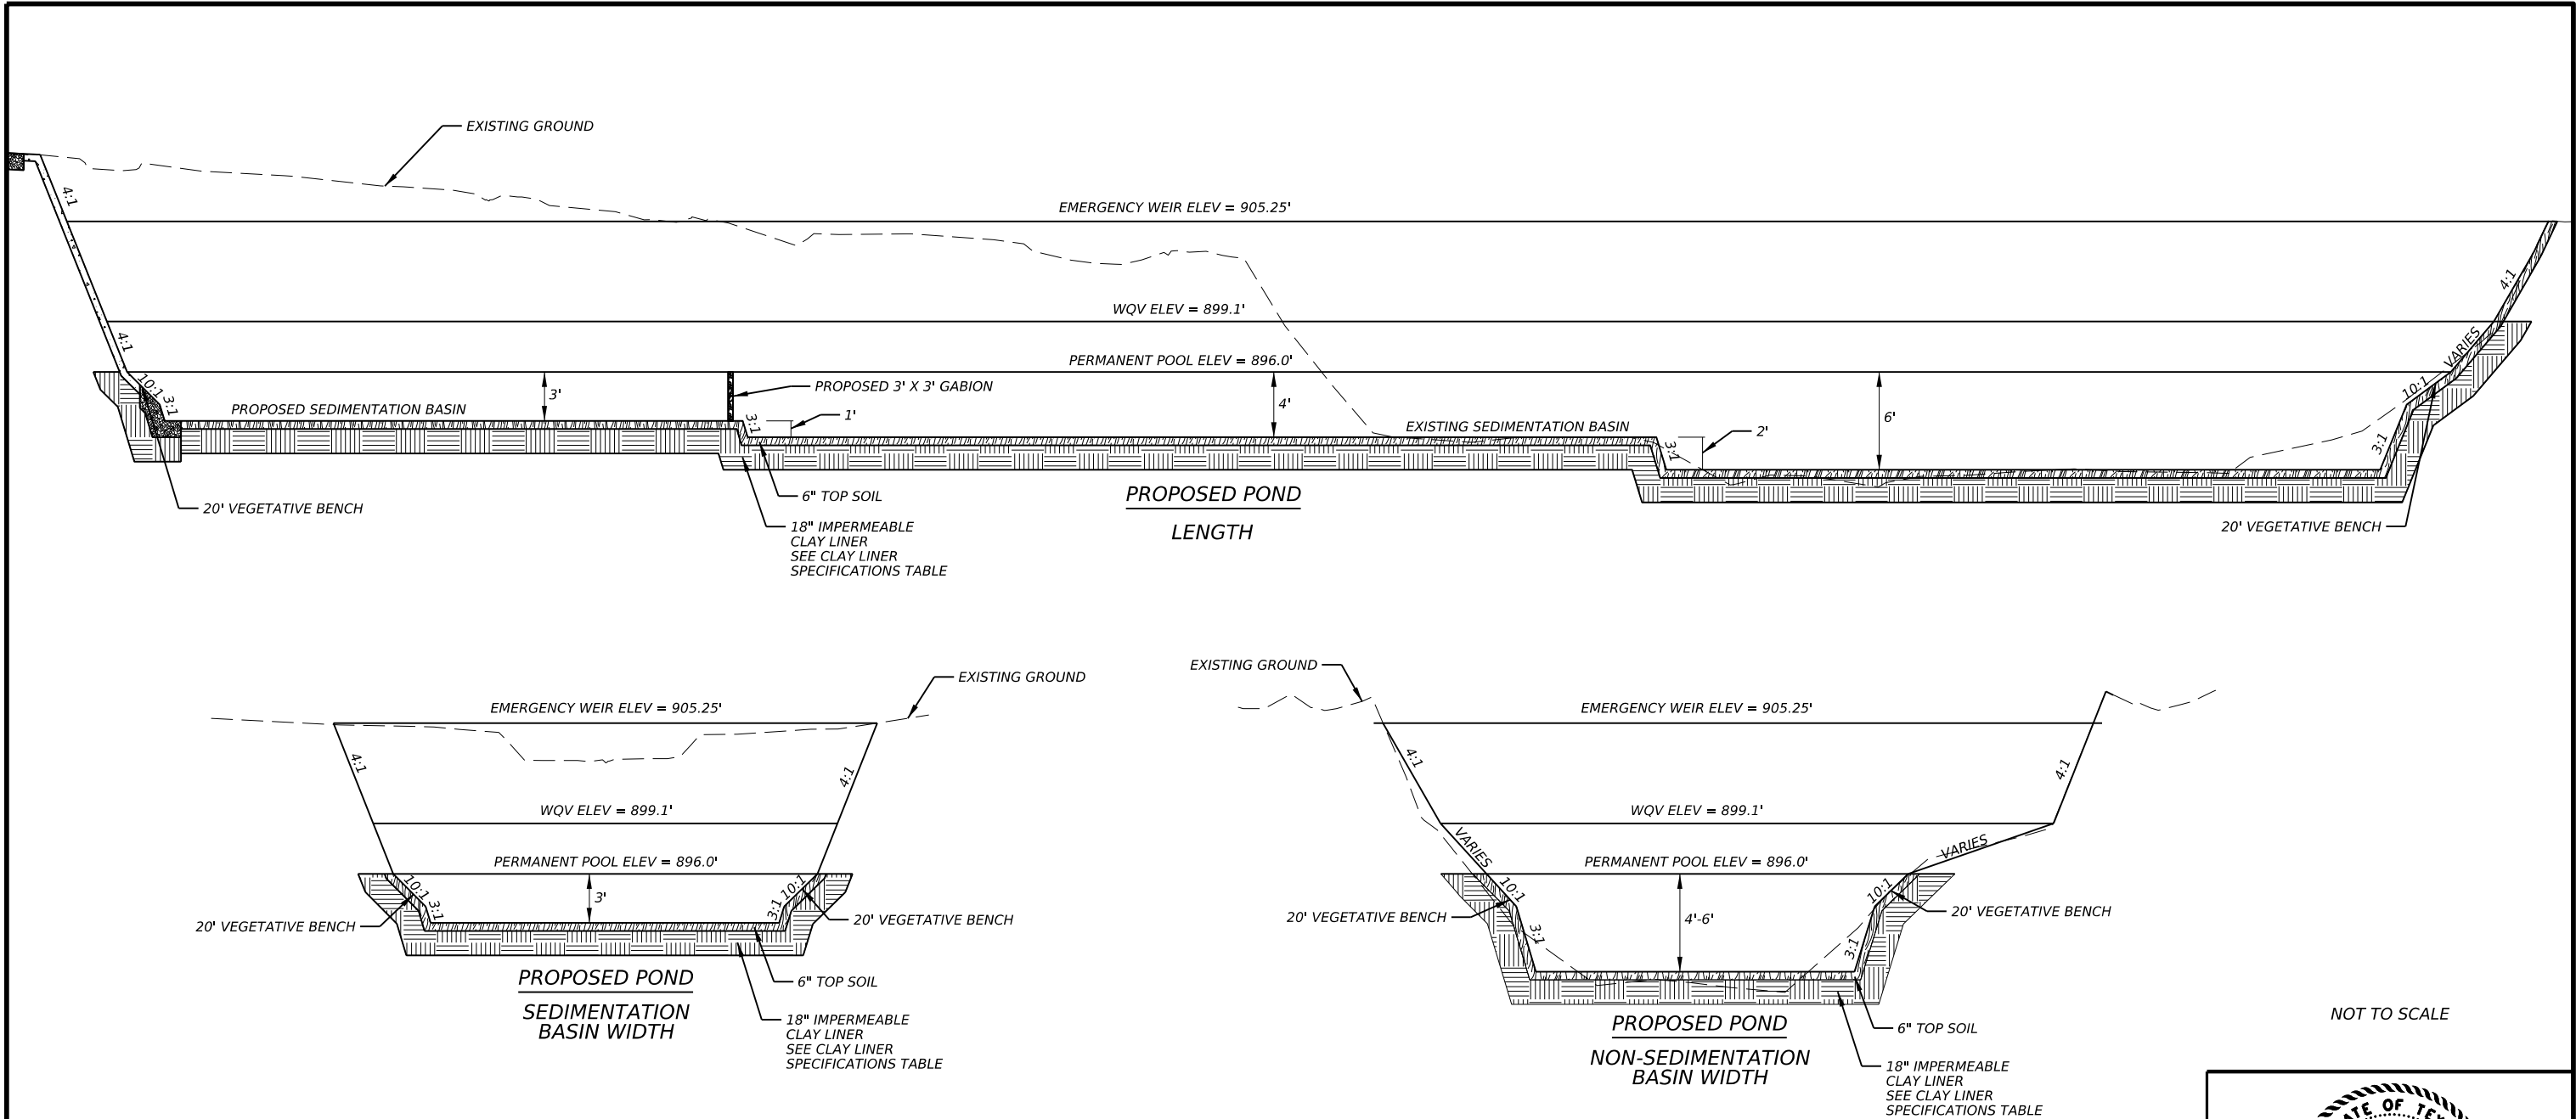 EXISTING GROUND
4:1
EMERGENCY WEIR ELEV = 905.25'
4:1
WQV ELEV = 899.1'
4:1
VARIES
PERMANENT POOL ELEV = 896.0'
10:1
3:1
3'
PROPOSED 3' X 3' GABION
4'
6'
10:1
PROPOSED SEDIMENTATION BASIN
3:1
1'
EXISTING SEDIMENTATION BASIN
3:1
2'
3:1
20' VEGETATIVE BENCH
6" TOP SOIL
18" IMPERMEABLE
CLAY LINER
SEE CLAY LINER
SPECIFICATIONS TABLE
PROPOSED POND
LENGTH
20' VEGETATIVE BENCH
EXISTING GROUND
EMERGENCY WEIR ELEV = 905.25'
4:1
4:1
WQV ELEV = 899.1'
PERMANENT POOL ELEV = 896.0'
10:1
3:1
3'
3:1
10:1
20' VEGETATIVE BENCH
20' VEGETATIVE BENCH
PROPOSED POND
SEDIMENTATION
BASIN WIDTH
6" TOP SOIL
18" IMPERMEABLE
CLAY LINER
SEE CLAY LINER
SPECIFICATIONS TABLE
EXISTING GROUND
EMERGENCY WEIR ELEV = 905.25'
4:1
4:1
WQV ELEV = 899.1'
VARIES
VARIES
PERMANENT POOL ELEV = 896.0'
10:1
10:1
20' VEGETATIVE BENCH
4'-6'
20' VEGETATIVE BENCH
3:1
3:1
PROPOSED POND
NON-SEDIMENTATION
BASIN WIDTH
6" TOP SOIL
18" IMPERMEABLE
CLAY LINER
SEE CLAY LINER
SPECIFICATIONS TABLE
NOT TO SCALE
OF